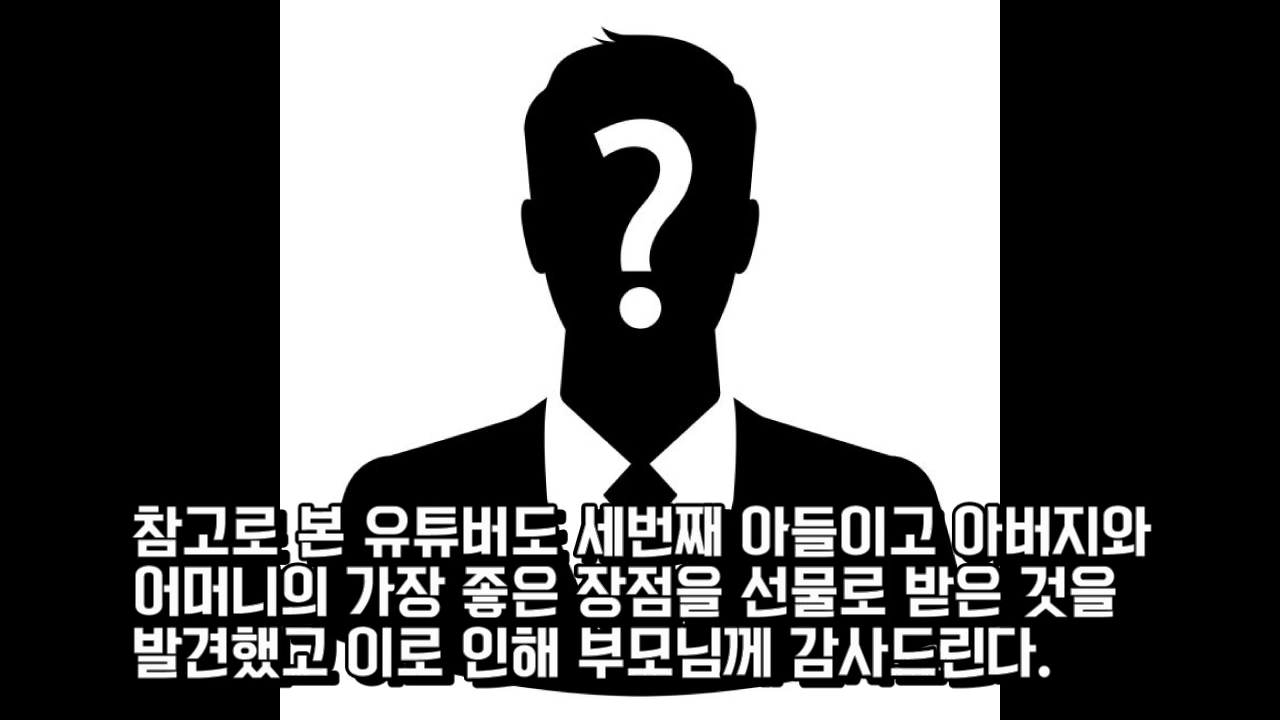 참고로 본 유튜버도 세번째 아들이고 아버지와
어머니의 가장 좋은 장점을 선물로 받은 것을
발견했고 이로 인해 부모님께 감사드린다.
?